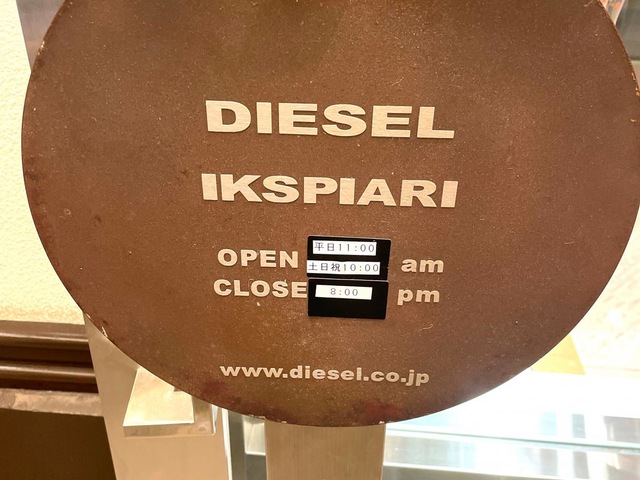 DIESEL
IKSPIARI
OPEN 平日11:00
土日祝10:00 am
CLOSE 8:00 pm
www.diesel.co.jp